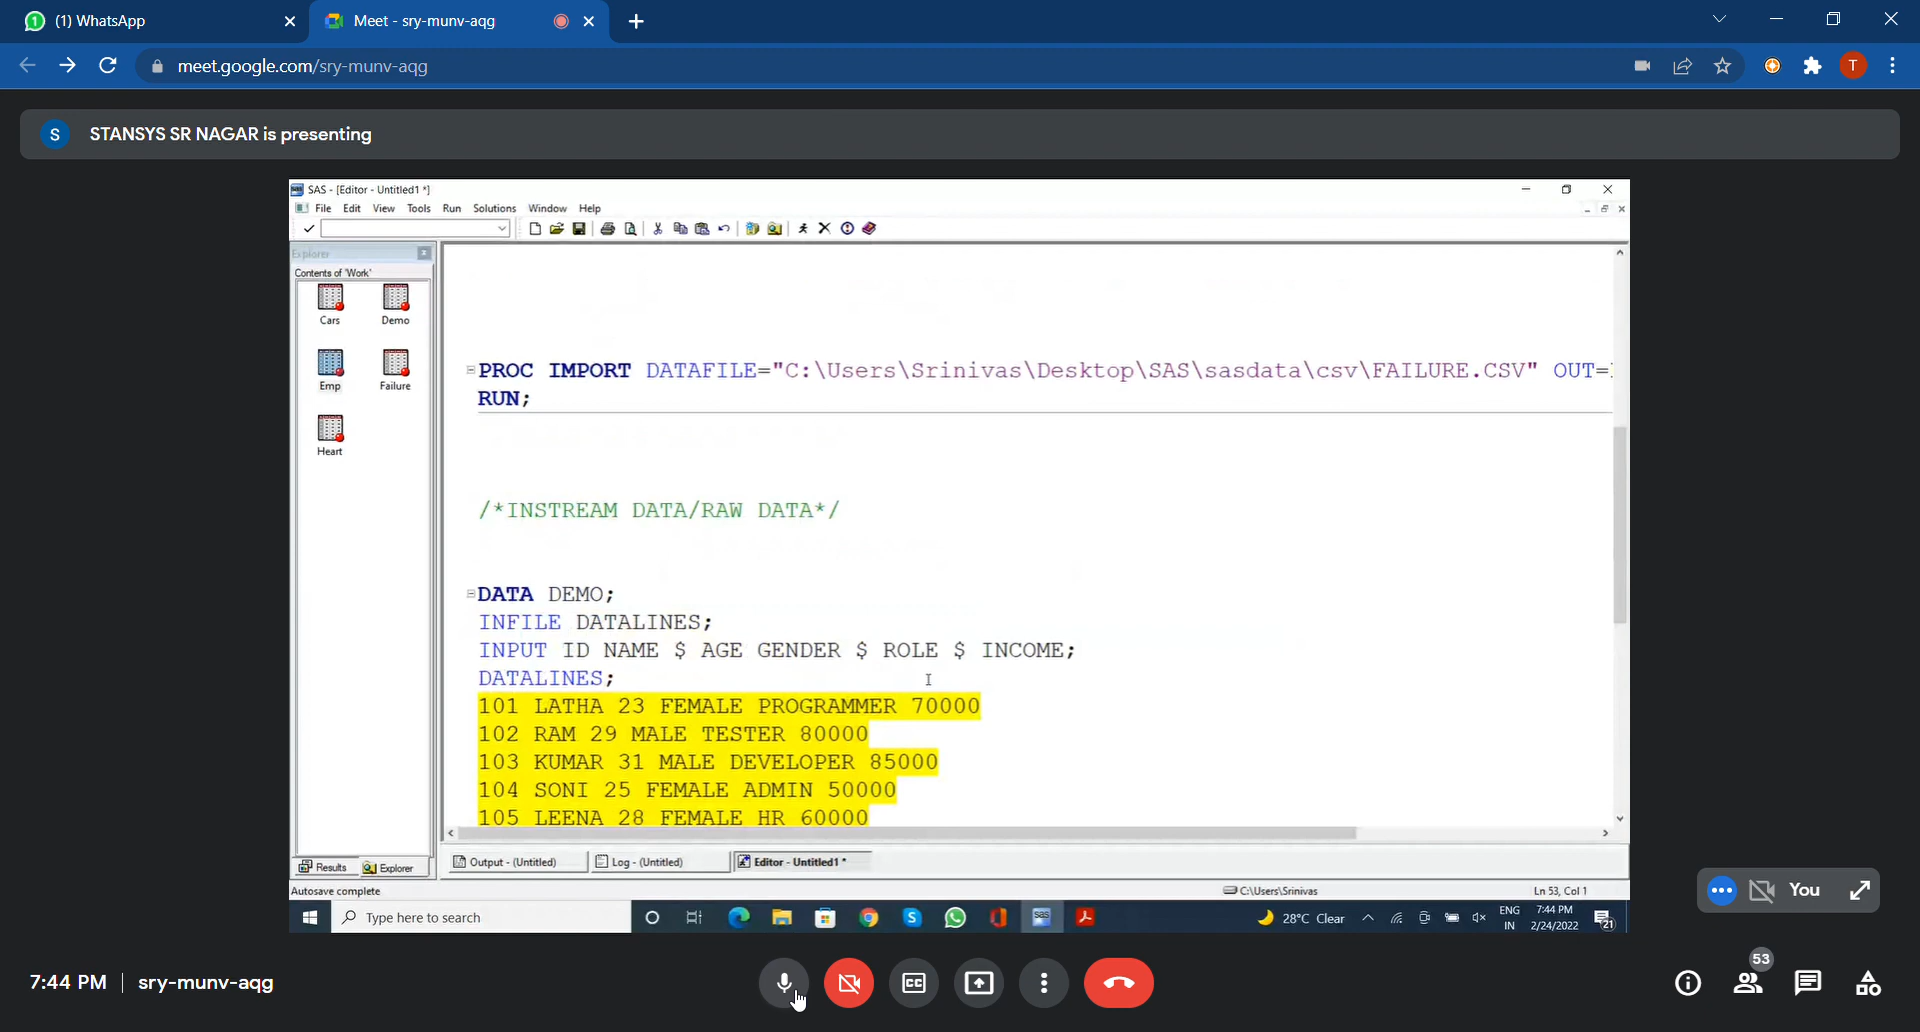 (1) WhatsApp
Meet - sry-munv-aqg
meet.google.com/sry-munv-aqg
T
S STANSYS SR NAGAR is presenting
SAS - [Editor - Untitled1 *]
File Edit View Tools Run Solutions Window Help
Explorer
Contents of 'Work'
Cars Demo
Emp Failure
Heart
PROC IMPORT DATAFILE="C:\Users\Srinivas\Desktop\SAS\sasdata\csv\FAILURE.CSV" OUT=
RUN;
/*INSTREAM DATA/RAW DATA*/
DATA DEMO;
INFILE DATALINES;
INPUT ID NAME $ AGE GENDER $ ROLE $ INCOME;
DATALINES;
101 LATHA 23 FEMALE PROGRAMMER 70000
102 RAM 29 MALE TESTER 80000
103 KUMAR 31 MALE DEVELOPER 85000
104 SONI 25 FEMALE ADMIN 50000
105 LEENA 28 FEMALE HR 60000
Results Explorer Output - (Untitled) Log - (Untitled) Editor - Untitled1 *
Autosave complete C:\Users\Srinivas Ln 53, Col 1
You
Type here to search 28°C Clear ENG IN 7:44 PM 2/24/2022 21
7:44 PM sry-munv-aqg
CC
53